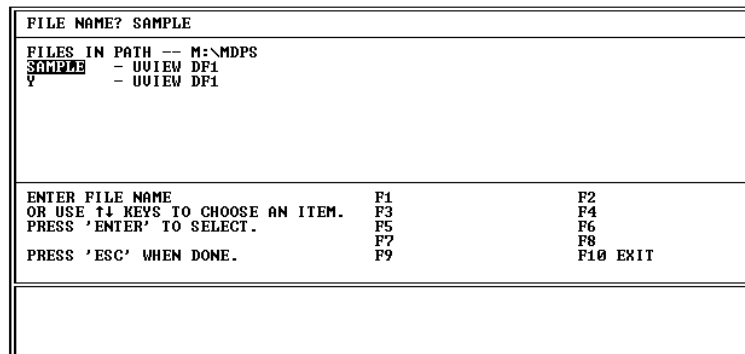 FILE NAME? SAMPLE
FILES IN PATH -- M:\MDPS
SAMPLE - UVIEW DF1
Y - UVIEW DF1
ENTER FILE NAME F1 F2
OR USE ↑↓ KEYS TO CHOOSE AN ITEM. F3 F4
PRESS 'ENTER' TO SELECT. F5 F6
F7 F8
PRESS 'ESC' WHEN DONE. F9 F10 EXIT